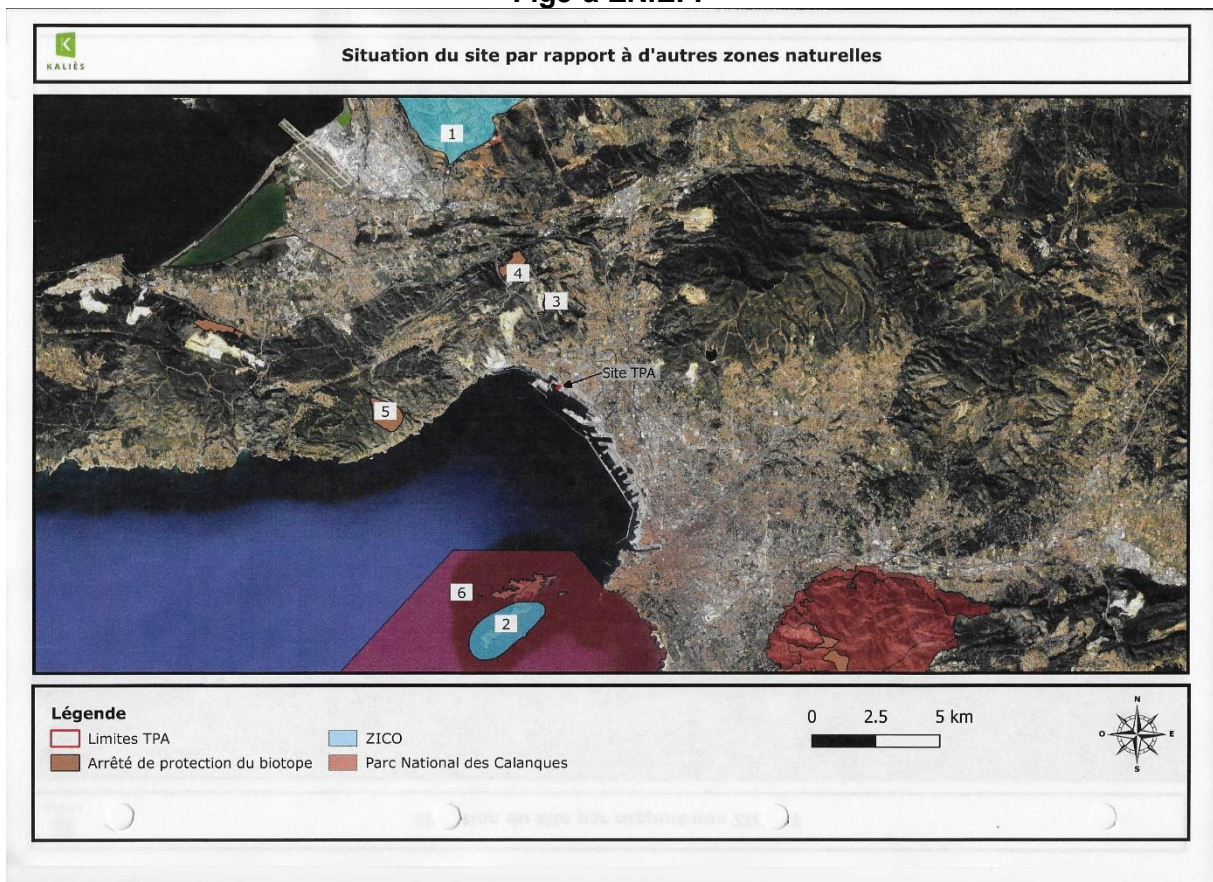 K
KALIÈS
Situation du site par rapport à d'autres zones naturelles
1
4
3
Site TPA
5
6
2
Légende
Limites TPA
ZICO
Arrêté de protection du biotope
Parc National des Calanques
0 2.5 5 km
N
O
E
S